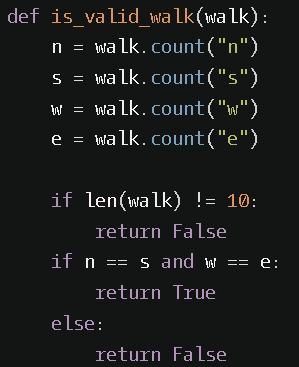 def is_valid_walk(walk):
    n = walk.count("n")
    s = walk.count("s")
    w = walk.count("w")
    e = walk.count("e")

    if len(walk) != 10:
        return False
    if n == s and w == e:
        return True
    else:
        return False